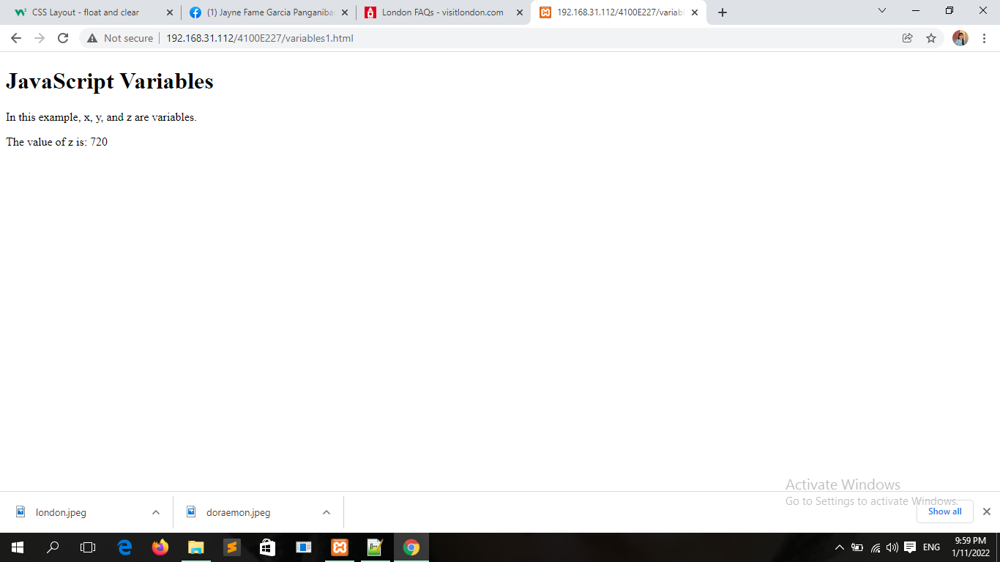 CSS Layout - float and clear
(1) Jayne Fame Garcia Panganiba
London FAQs - visitlondon.com
192.168.31.112/4100E227/variabl
Not secure
192.168.31.112/4100E227/variables1.html
JavaScript Variables
In this example, x, y, and z are variables.
The value of z is: 720
Activate Windows
Go to Settings to activate Windows.
london.jpeg
doraemon.jpeg
Show all
ENG
9:59 PM
1/11/2022